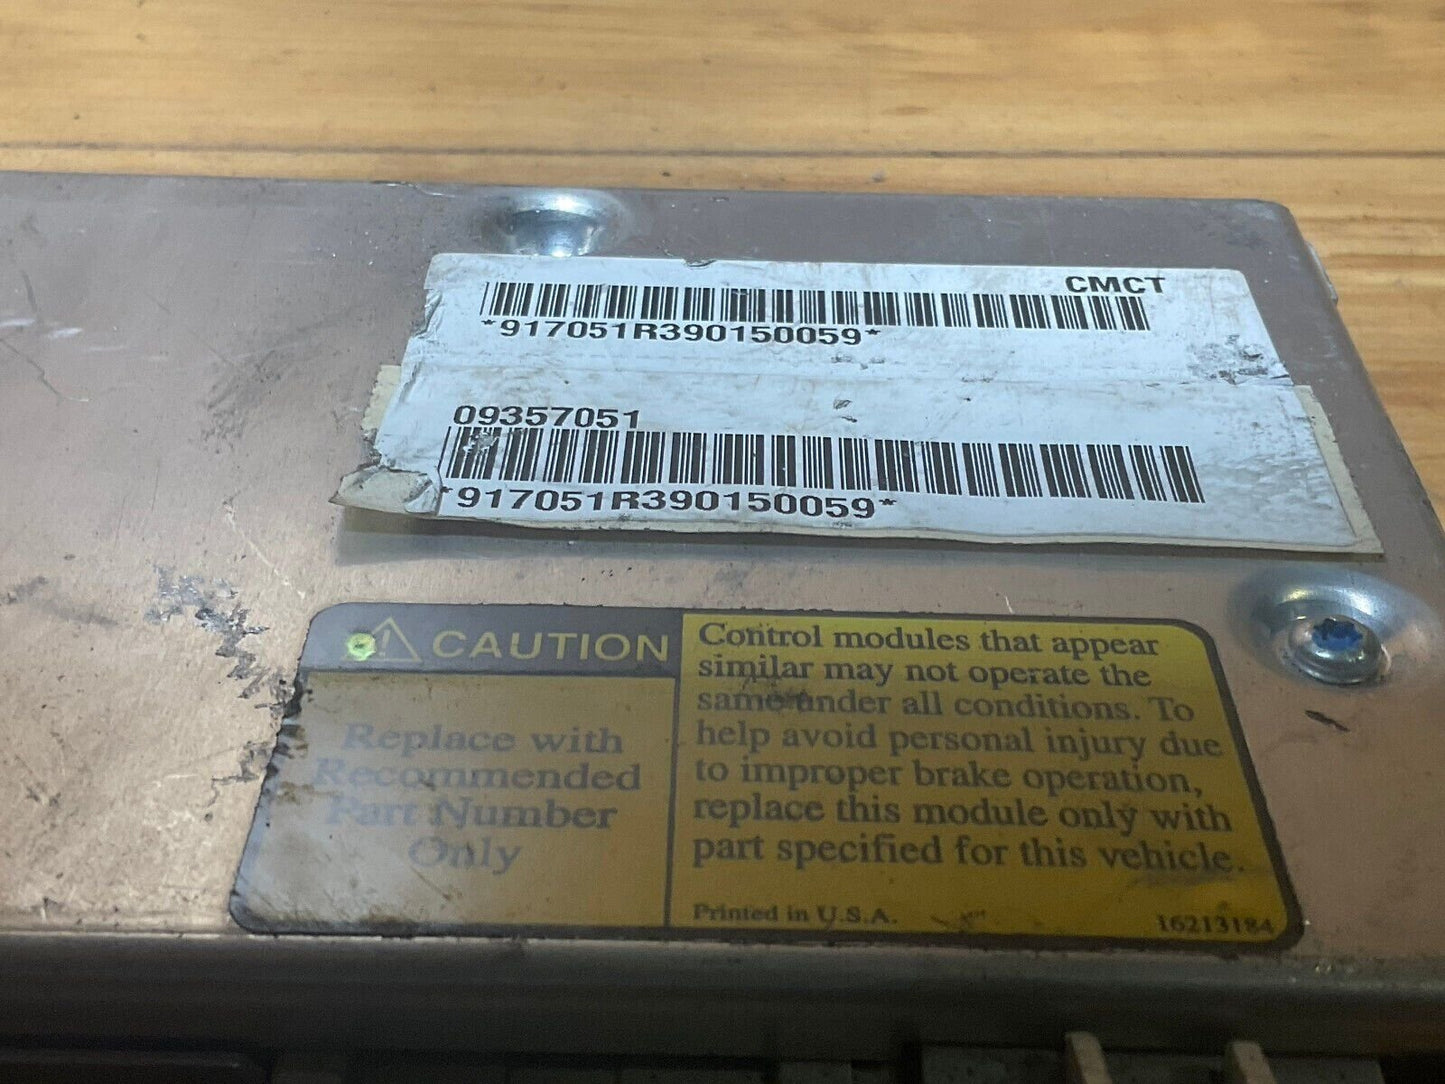 CMCT
*917051R390150059*
09357051
*917051R390150059*
CAUTION
Replace with
Recommended
Part Number
Only
Control modules that appear
similar may not operate the
same under all conditions. To
help avoid personal injury due
to improper brake operation,
replace this module only with
part specified for this vehicle.
Printed in U.S.A.
16213184